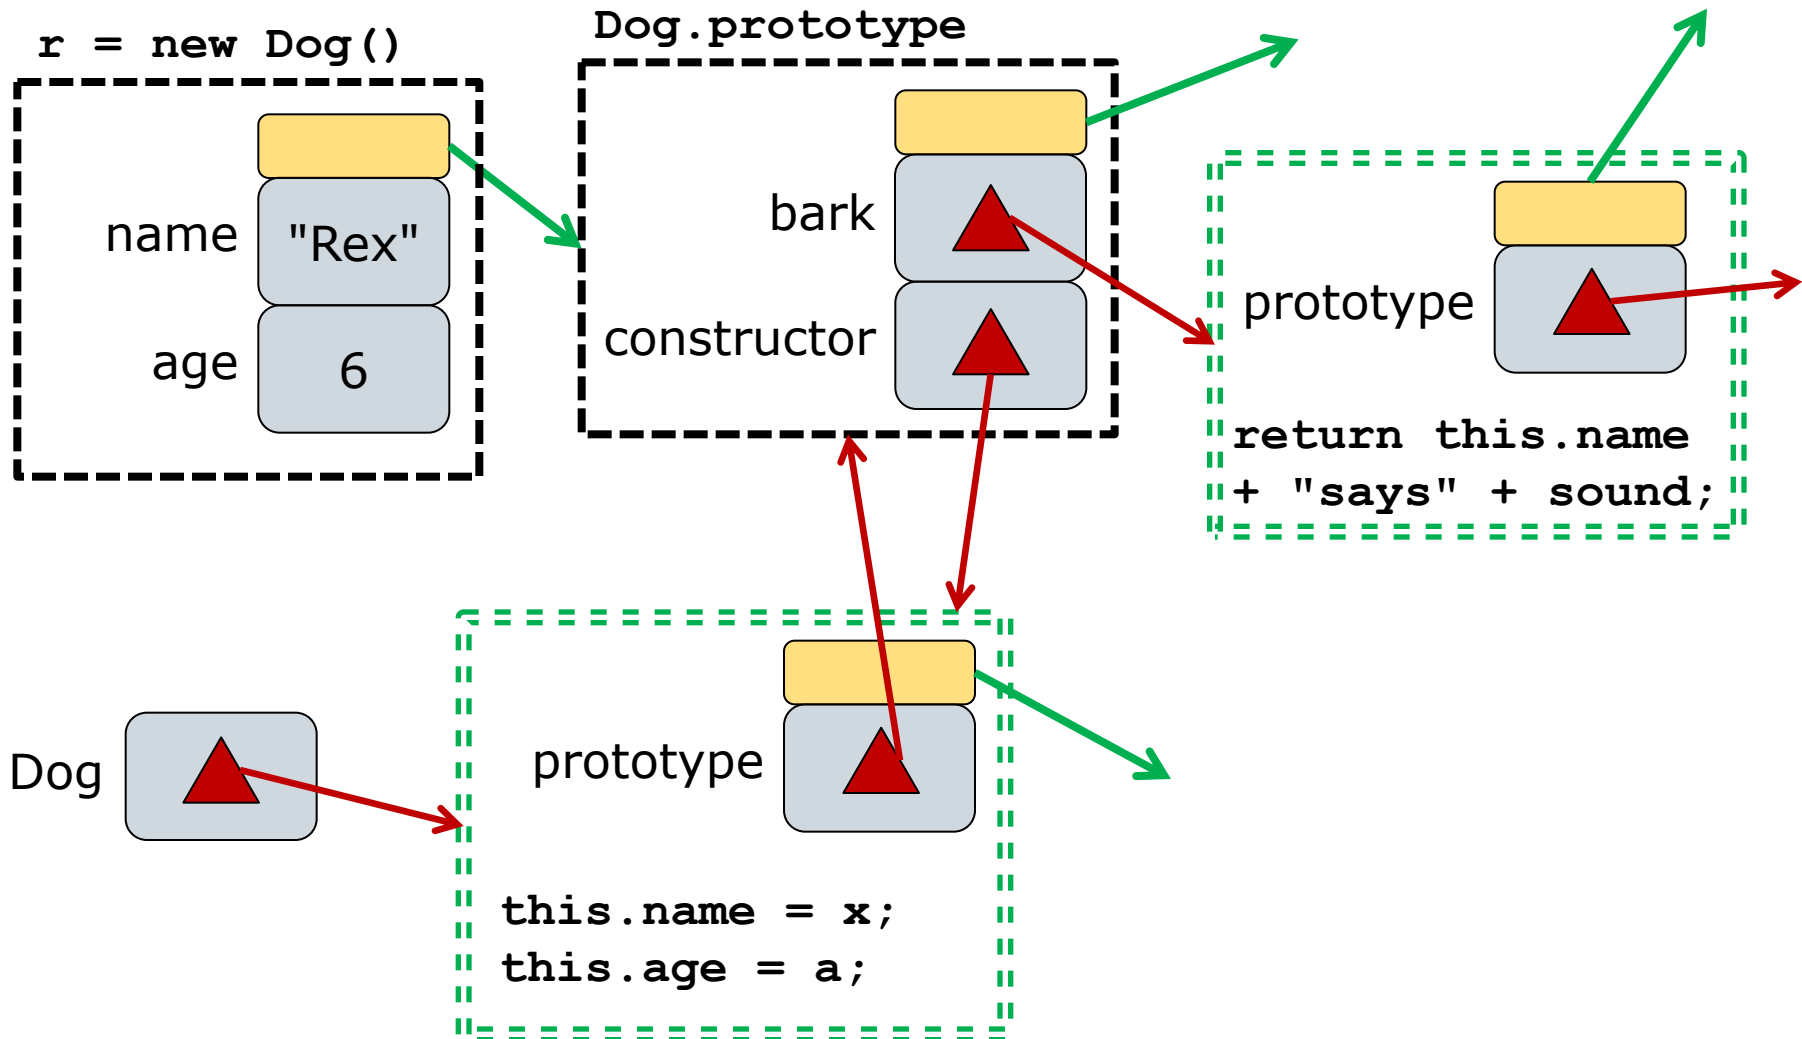 r = new Dog()
name
"Rex"
age
6
Dog.prototype
bark
constructor
prototype
return this.name
+ "says" + sound;
Dog
prototype
this.name = x;
this.age = a;